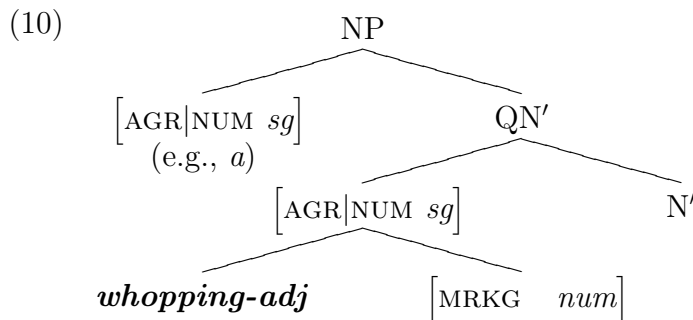 (10)
NP
[AGR|NUM sg]
(e.g., a)
QN′
[AGR|NUM sg]
N′
whopping-adj
[MRKG num]